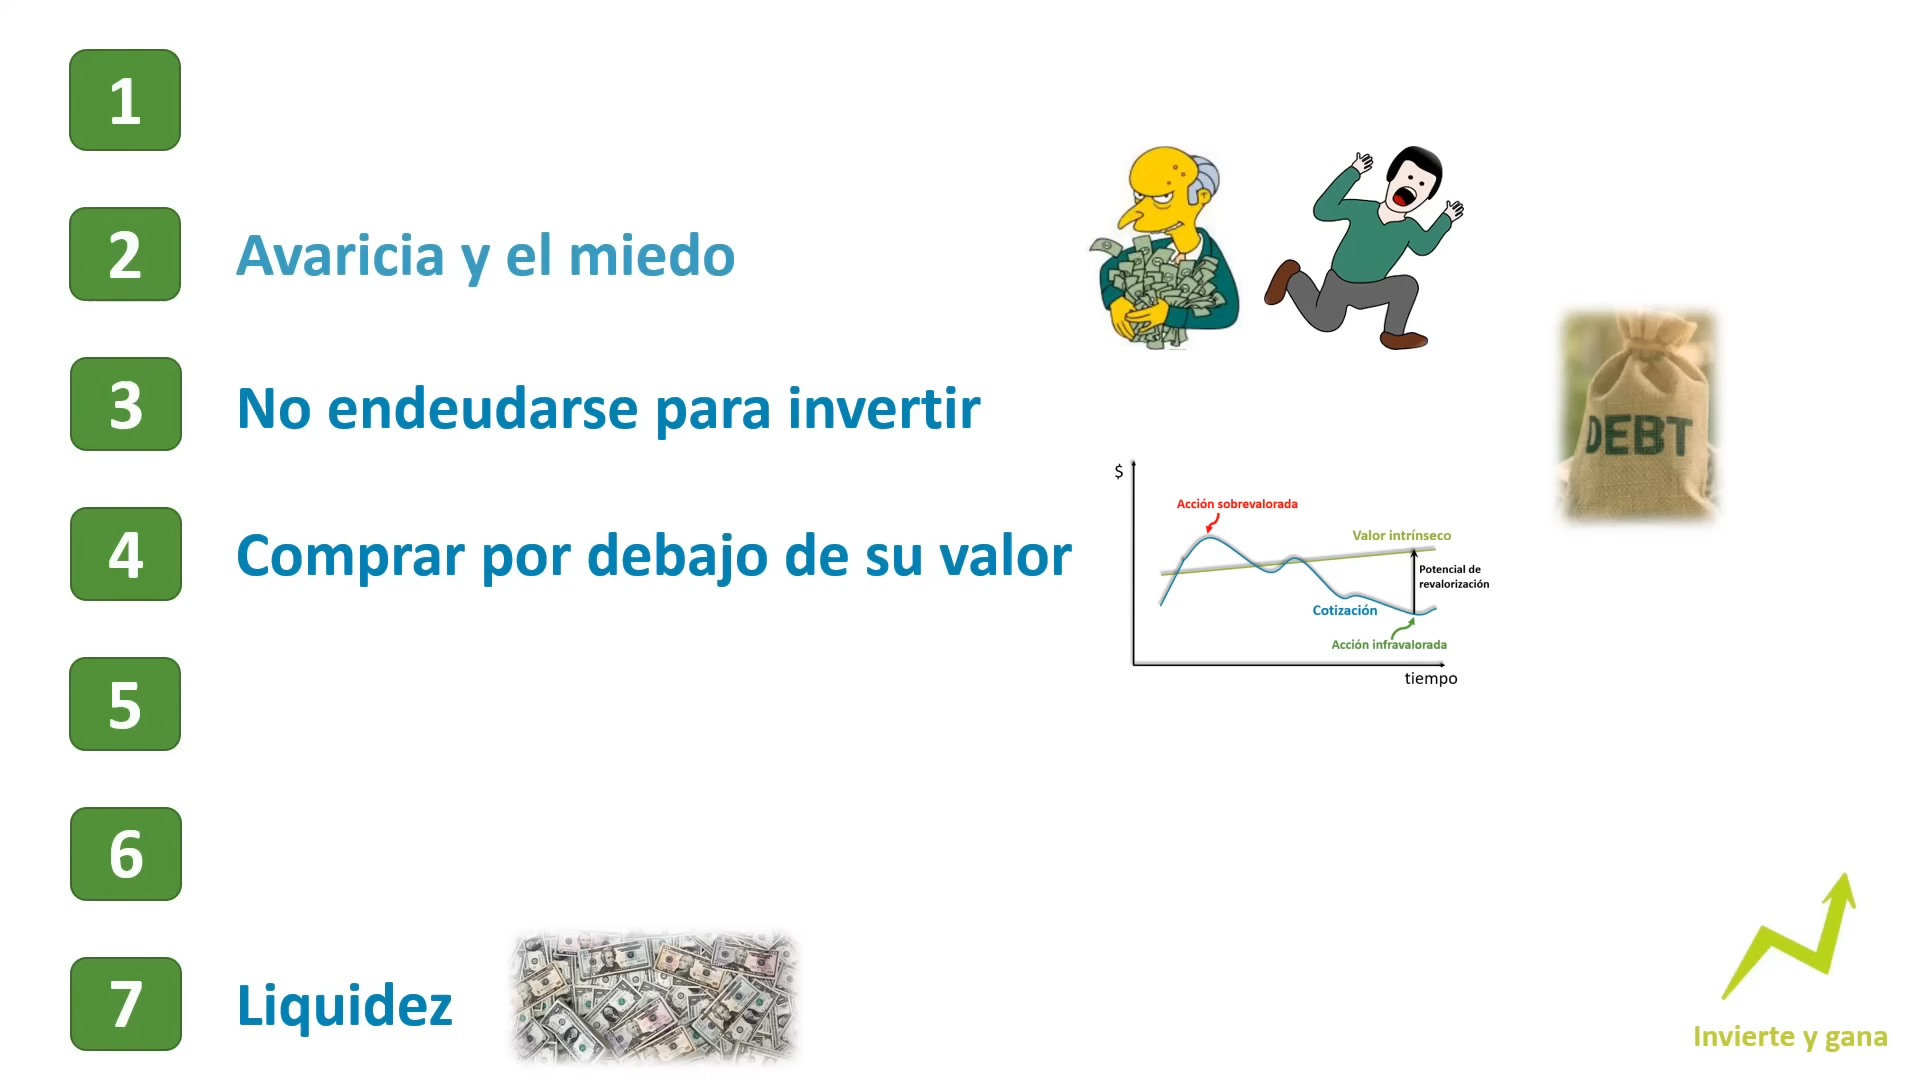 1
2
Avaricia y el miedo
3
No endeudarse para invertir
DEBT
4
Comprar por debajo de su valor
$
Acción sobrevalorada
Valor intrínseco
Potencial de
revalorización
Cotización
Acción infravalorada
tiempo
5
6
7
Liquidez
Invierte y gana